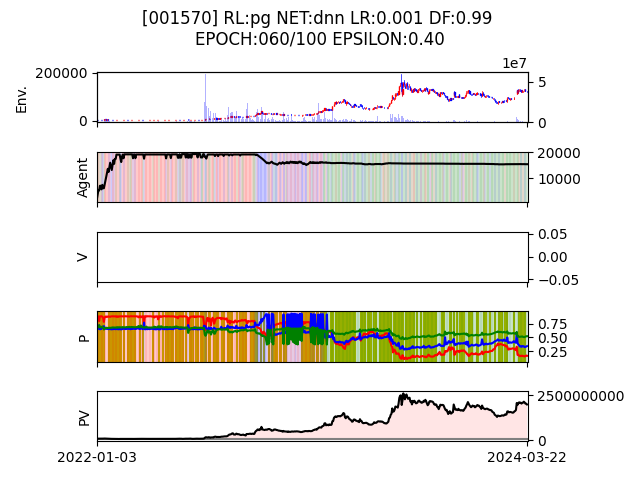 [001570] RL:pg NET:dnn LR:0.001 DF:0.99
EPOCH:060/100 EPSILON:0.40
1e7
200000
0
Env.
5
0
Agent
20000
10000
V
0.05
0.00
−0.05
P
0.75
0.50
0.25
PV
2500000000
0
2022-01-03
2024-03-22